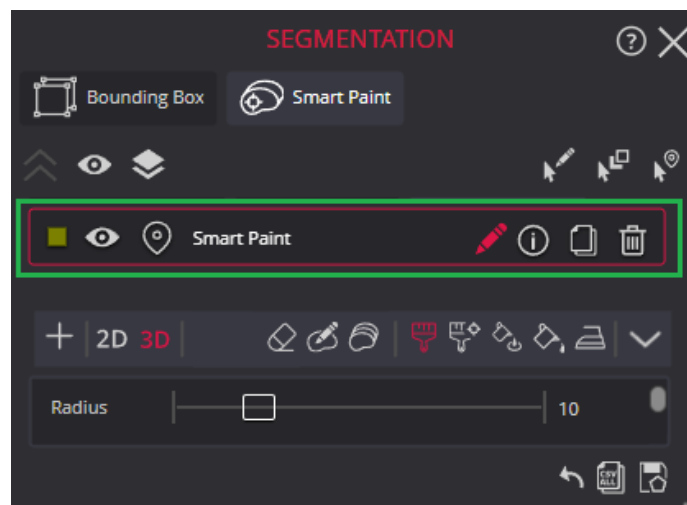 SEGMENTATION ?
Bounding Box Smart Paint
Smart Paint i
2D 3D
Radius 10
CSV
ALL